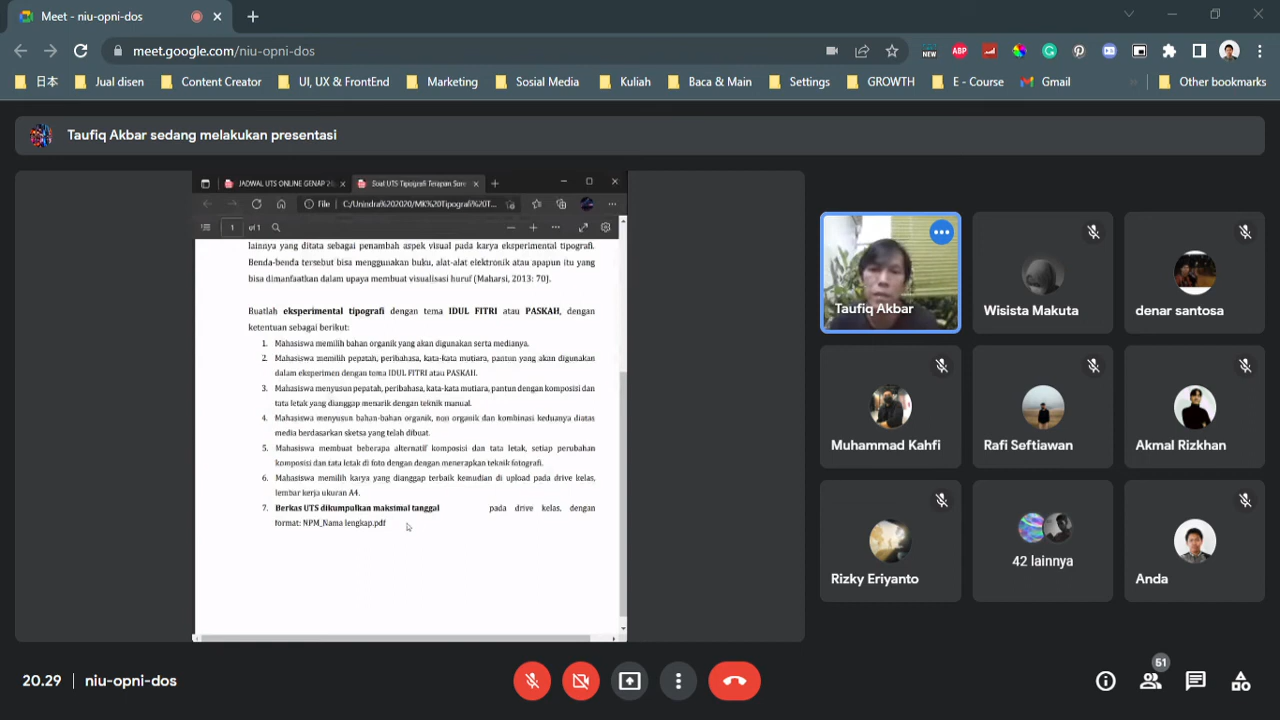 Meet - niu-opni-dos
meet.google.com/niu-opni-dos
NEW
ABP
日本
Jual disen
Content Creator
UI, UX & FrontEnd
Marketing
Sosial Media
Kuliah
Baca & Main
Settings
GROWTH
E - Course
Gmail
Other bookmarks
Taufiq Akbar sedang melakukan presentasi
JADWAL UTS ONLINE GENAP 20
Soal UTS Tipografi Terapan Sore
File
C:/Unindra%202020/MK%20Tipografi%20T...
1
of 1
lainnya yang ditata sebagai penambah aspek visual pada karya eksperimental tipografi.
Benda-benda tersebut bisa menggunakan buku, alat-alat elektronik atau apapun itu yang
bisa dimanfaatkan dalam upaya membuat visualisasi huruf (Maharsi, 2013: 70].
Buatlah eksperimental tipografi dengan tema IDUL FITRI atau PASKAH, dengan
ketentuan sebagai berikut:
1. Mahasiswa memilih bahan organik yang akan digunakan serta medianya.
2. Mahasiswa memilih pepatah, peribahasa, kata-kata mutiara, pantun yang akan digunakan
dalam eksperimen dengan tema IDUL FITRI atau PASKAH.
3. Mahasiswa menyusun pepatah, peribahasa, kata-kata mutiara, pantun dengan komposisi dan
tata letak yang dianggap menarik dengan teknik manual.
4. Mahasiswa menyusun bahan-bahan organik, non organik dan kombinasi keduanya diatas
media berdasarkan sketsa yang telah dibuat.
5. Mahasiswa membuat beberapa alternatif komposisi dan tata letak, setiap perubahan
komposisi dan tata letak di foto dengan dengan menerapkan teknik fotografi.
6. Mahasiswa memilih karya yang dianggap terbaik kemudian di upload pada drive kelas,
lembar kerja ukuran A4.
7. Berkas UTS dikumpulkan maksimal tanggal pada drive kelas, dengan
format: NPM_Nama lengkap.pdf
Taufiq Akbar
Wisista Makuta
denar santosa
Muhammad Kahfi
Rafi Seftiawan
Akmal Rizkhan
Rizky Eriyanto
42 lainnya
Anda
20.29
niu-opni-dos
51